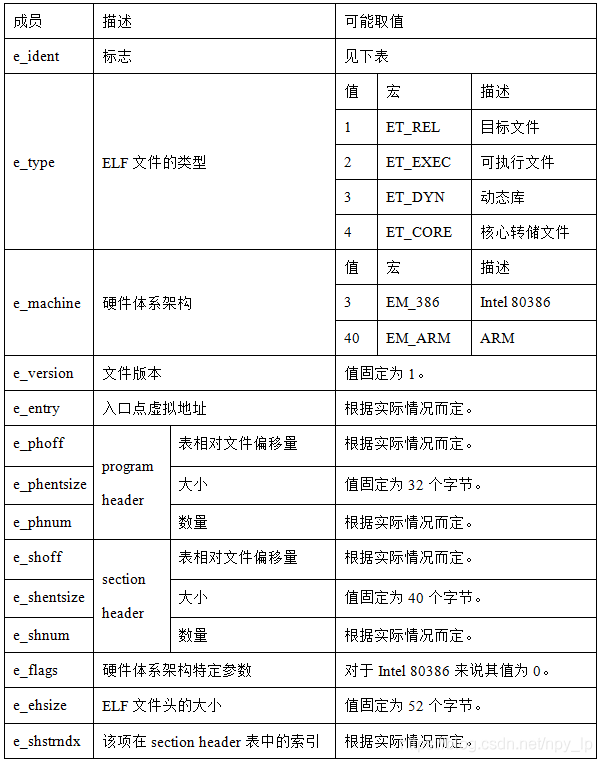 成员 描述 可能取值
e_ident 标志 见下表
e_type ELF 文件的类型
值 宏 描述
1 ET_REL 目标文件
2 ET_EXEC 可执行文件
3 ET_DYN 动态库
4 ET_CORE 核心转储文件
e_machine 硬件体系架构
值 宏 描述
3 EM_386 Intel 80386
40 EM_ARM ARM
e_version 文件版本 值固定为 1。
e_entry 入口点虚拟地址 根据实际情况而定。
program
header
e_phoff 表相对文件偏移量 根据实际情况而定。
e_phentsize 大小 值固定为 32 个字节。
e_phnum 数量 根据实际情况而定。
section
header
e_shoff 表相对文件偏移量 根据实际情况而定。
e_shentsize 大小 值固定为 40 个字节。
e_shnum 数量 根据实际情况而定。
e_flags 硬件体系架构特定参数 对于 Intel 80386 来说其值为 0。
e_ehsize ELF 文件头的大小 值固定为 52 个字节。
e_shstrndx 该项在 section header 表中的索引 根据实际情况而定。
csdn.net/npy_lp